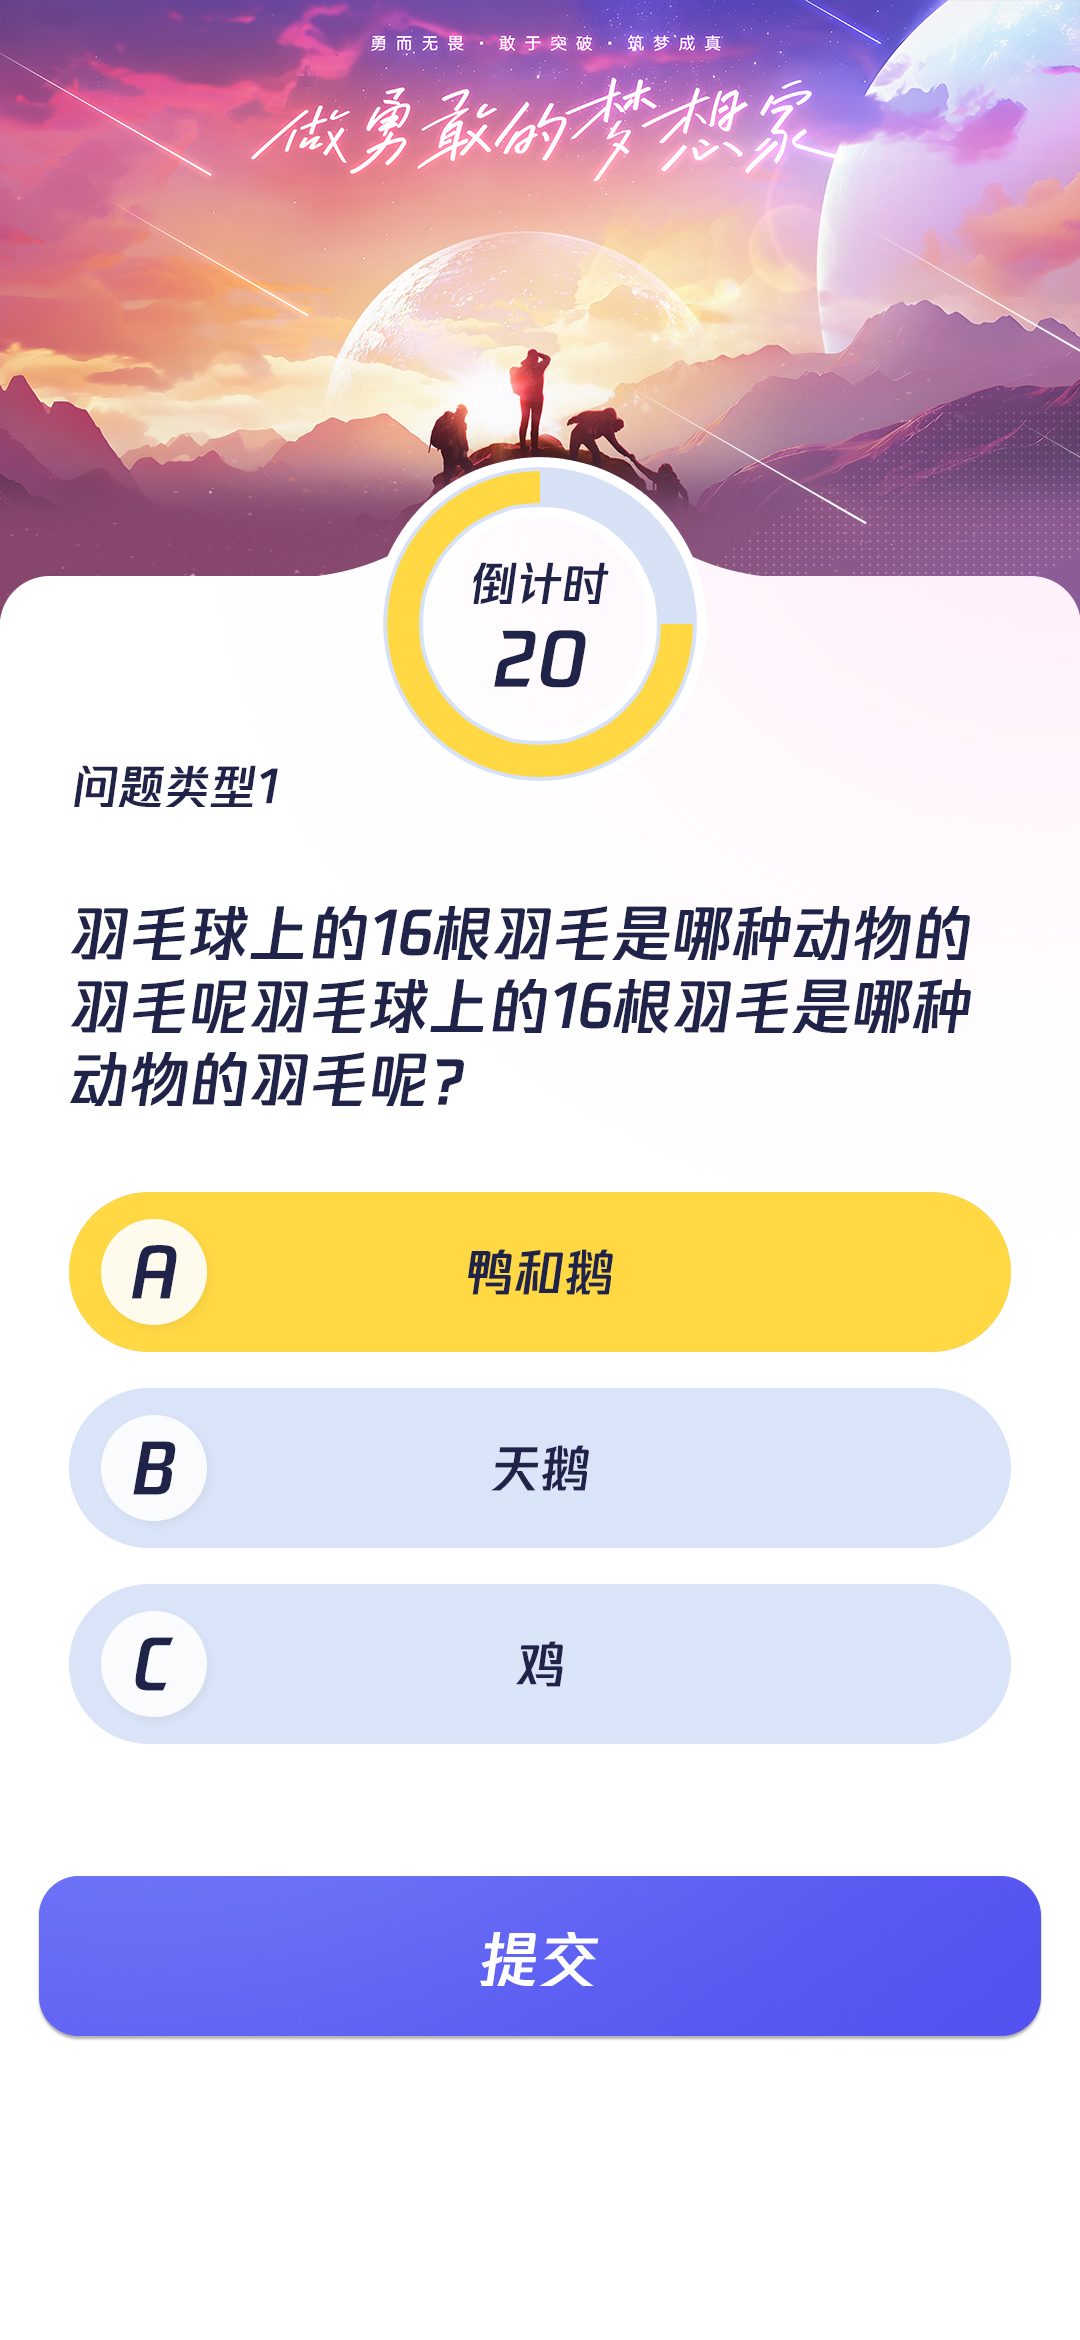 勇而无畏·敢于突破·筑梦成真
做勇敢的梦想家
倒计时
20
问题类型1
羽毛球上的16根羽毛是哪种动物的
羽毛呢羽毛球上的16根羽毛是哪种
动物的羽毛呢?
A 鸭和鹅
B 天鹅
C 鸡
提交